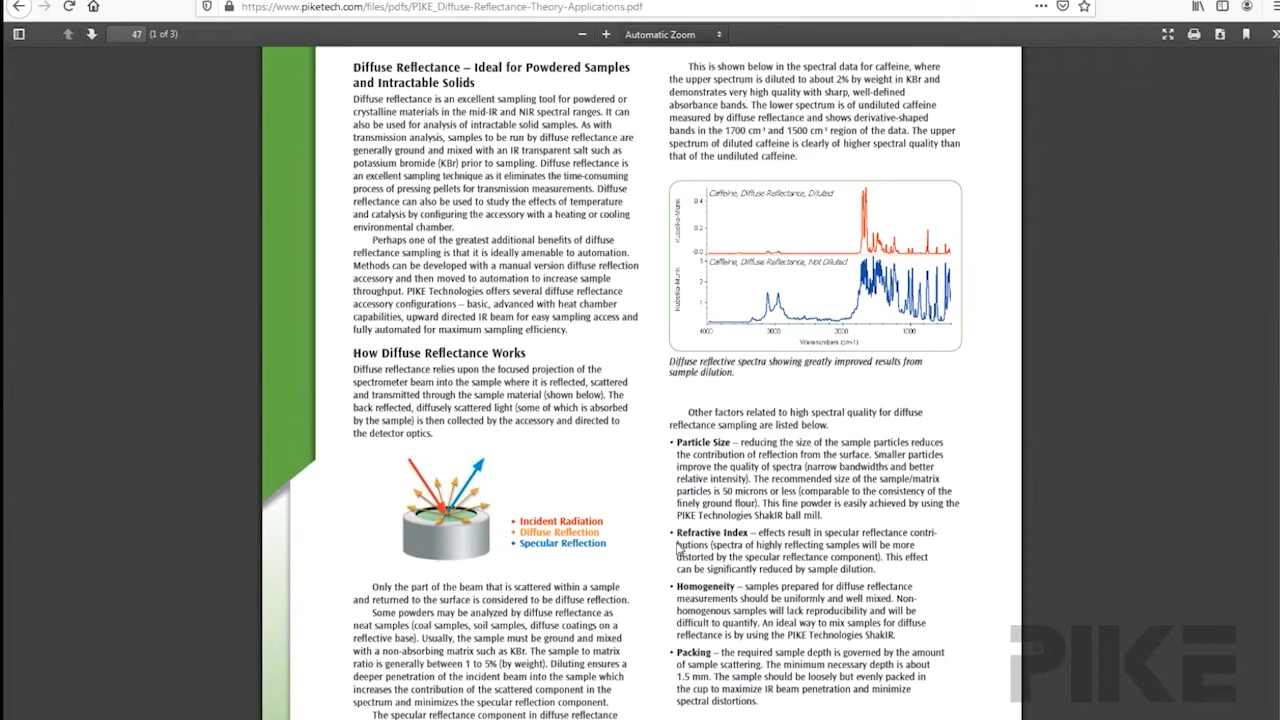 https://www.piketech.com/files/pdfs/PIKE_Diffuse-Reflectance-Theory-Applications.pdf
47 (1 of 3)
Automatic Zoom
Diffuse Reflectance – Ideal for Powdered Samples
and Intractable Solids
Diffuse reflectance is an excellent sampling tool for powdered or
crystalline materials in the mid-IR and NIR spectral ranges. It can
also be used for analysis of intractable solid samples. As with
transmission analysis, samples to be run by diffuse reflectance are
generally ground and mixed with an IR transparent salt such as
potassium bromide (KBr) prior to sampling. Diffuse reflectance is
an excellent sampling technique as it eliminates the time-consuming
process of pressing pellets for transmission measurements. Diffuse
reflectance can also be used to study the effects of temperature
and catalysis by configuring the accessory with a heating or cooling
environmental chamber.
Perhaps one of the greatest additional benefits of diffuse
reflectance sampling is that it is ideally amenable to automation.
Methods can be developed with a manual version diffuse reflection
accessory and then moved to automation to increase sample
throughput. PIKE Technologies offers several diffuse reflectance
accessory configurations – basic, advanced with heat chamber
capabilities, upward directed IR beam for easy sampling access and
fully automated for maximum sampling efficiency.
How Diffuse Reflectance Works
Diffuse reflectance relies upon the focused projection of the
spectrometer beam into the sample where it is reflected, scattered
and transmitted through the sample material (shown below). The
back reflected, diffusely scattered light (some of which is absorbed
by the sample) is then collected by the accessory and directed to
the detector optics.
• Incident Radiation
• Diffuse Reflection
• Specular Reflection
Only the part of the beam that is scattered within a sample
and returned to the surface is considered to be diffuse reflection.
Some powders may be analyzed by diffuse reflectance as
neat samples (coal samples, soil samples, diffuse coatings on a
reflective base). Usually, the sample must be ground and mixed
with a non-absorbing matrix such as KBr. The sample to matrix
ratio is generally between 1 to 5% (by weight). Diluting ensures a
deeper penetration of the incident beam into the sample which
increases the contribution of the scattered component in the
spectrum and minimizes the specular reflection component.
The specular reflectance component in diffuse reflectance
This is shown below in the spectral data for caffeine, where
the upper spectrum is diluted to about 2% by weight in KBr and
demonstrates very high quality with sharp, well-defined
absorbance bands. The lower spectrum is of undiluted caffeine
measured by diffuse reflectance and shows derivative-shaped
bands in the 1700 cm⁻¹ and 1500 cm⁻¹ region of the data. The upper
spectrum of diluted caffeine is clearly of higher spectral quality than
that of the undiluted caffeine.
Caffeine, Diffuse Reflectance, Diluted
Kubelka-Munk
0.4
0.2
-0.0
Caffeine, Diffuse Reflectance, Not Diluted
Kubelka-Munk
3
2
1
4000 3000 2000 1000
Wavenumbers (cm-1)
Diffuse reflective spectra showing greatly improved results from
sample dilution.
Other factors related to high spectral quality for diffuse
reflectance sampling are listed below.
• Particle Size – reducing the size of the sample particles reduces
the contribution of reflection from the surface. Smaller particles
improve the quality of spectra (narrow bandwidths and better
relative intensity). The recommended size of the sample/matrix
particles is 50 microns or less (comparable to the consistency of the
finely ground flour). This fine powder is easily achieved by using the
PIKE Technologies ShakIR ball mill.
• Refractive Index – effects result in specular reflectance contri-
butions (spectra of highly reflecting samples will be more
distorted by the specular reflectance component). This effect
can be significantly reduced by sample dilution.
• Homogeneity – samples prepared for diffuse reflectance
measurements should be uniformly and well mixed. Non-
homogenous samples will lack reproducibility and will be
difficult to quantify. An ideal way to mix samples for diffuse
reflectance is by using the PIKE Technologies ShakIR.
• Packing – the required sample depth is governed by the amount
of sample scattering. The minimum necessary depth is about
1.5 mm. The sample should be loosely but evenly packed in
the cup to maximize IR beam penetration and minimize
spectral distortions.
PIKE